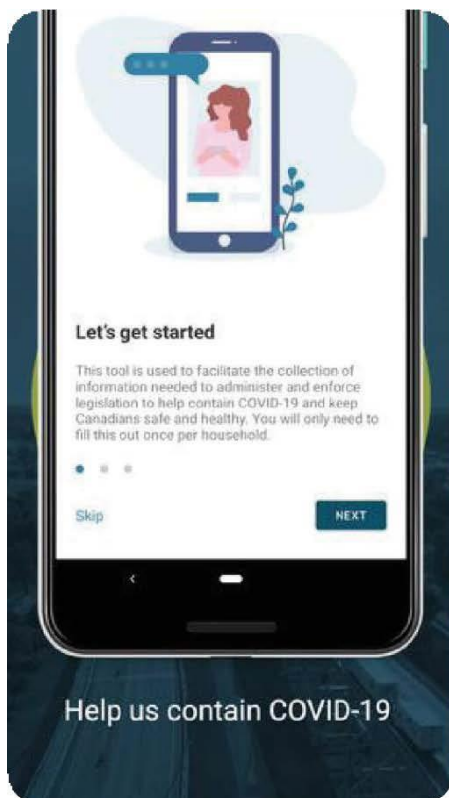 Let's get started
This tool is used to facilitate the collection of
information needed to administer and enforce
legislation to help contain COVID-19 and keep
Canadians safe and healthy. You will only need to
fill this out once per household.
Skip
NEXT
Help us contain COVID-19